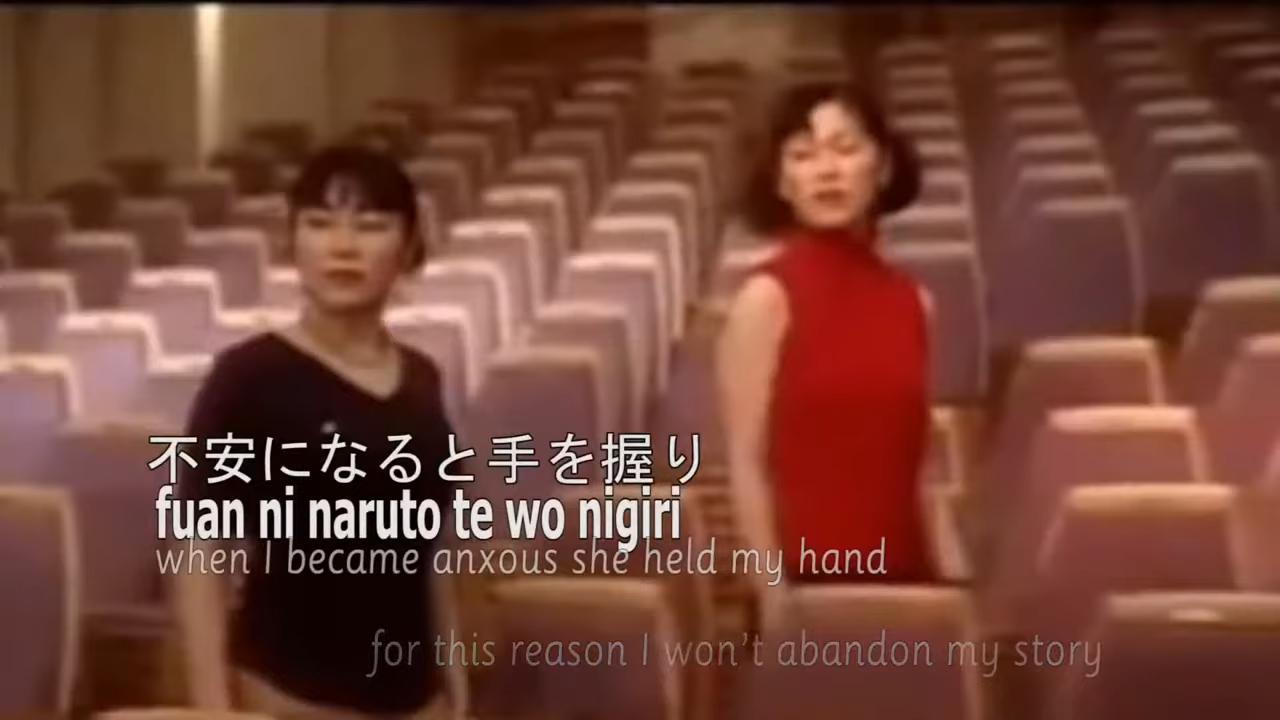 不安になると手を握り
fuan ni naruto te wo nigiri
when I became anxous she held my hand
for this reason I won't abandon my story